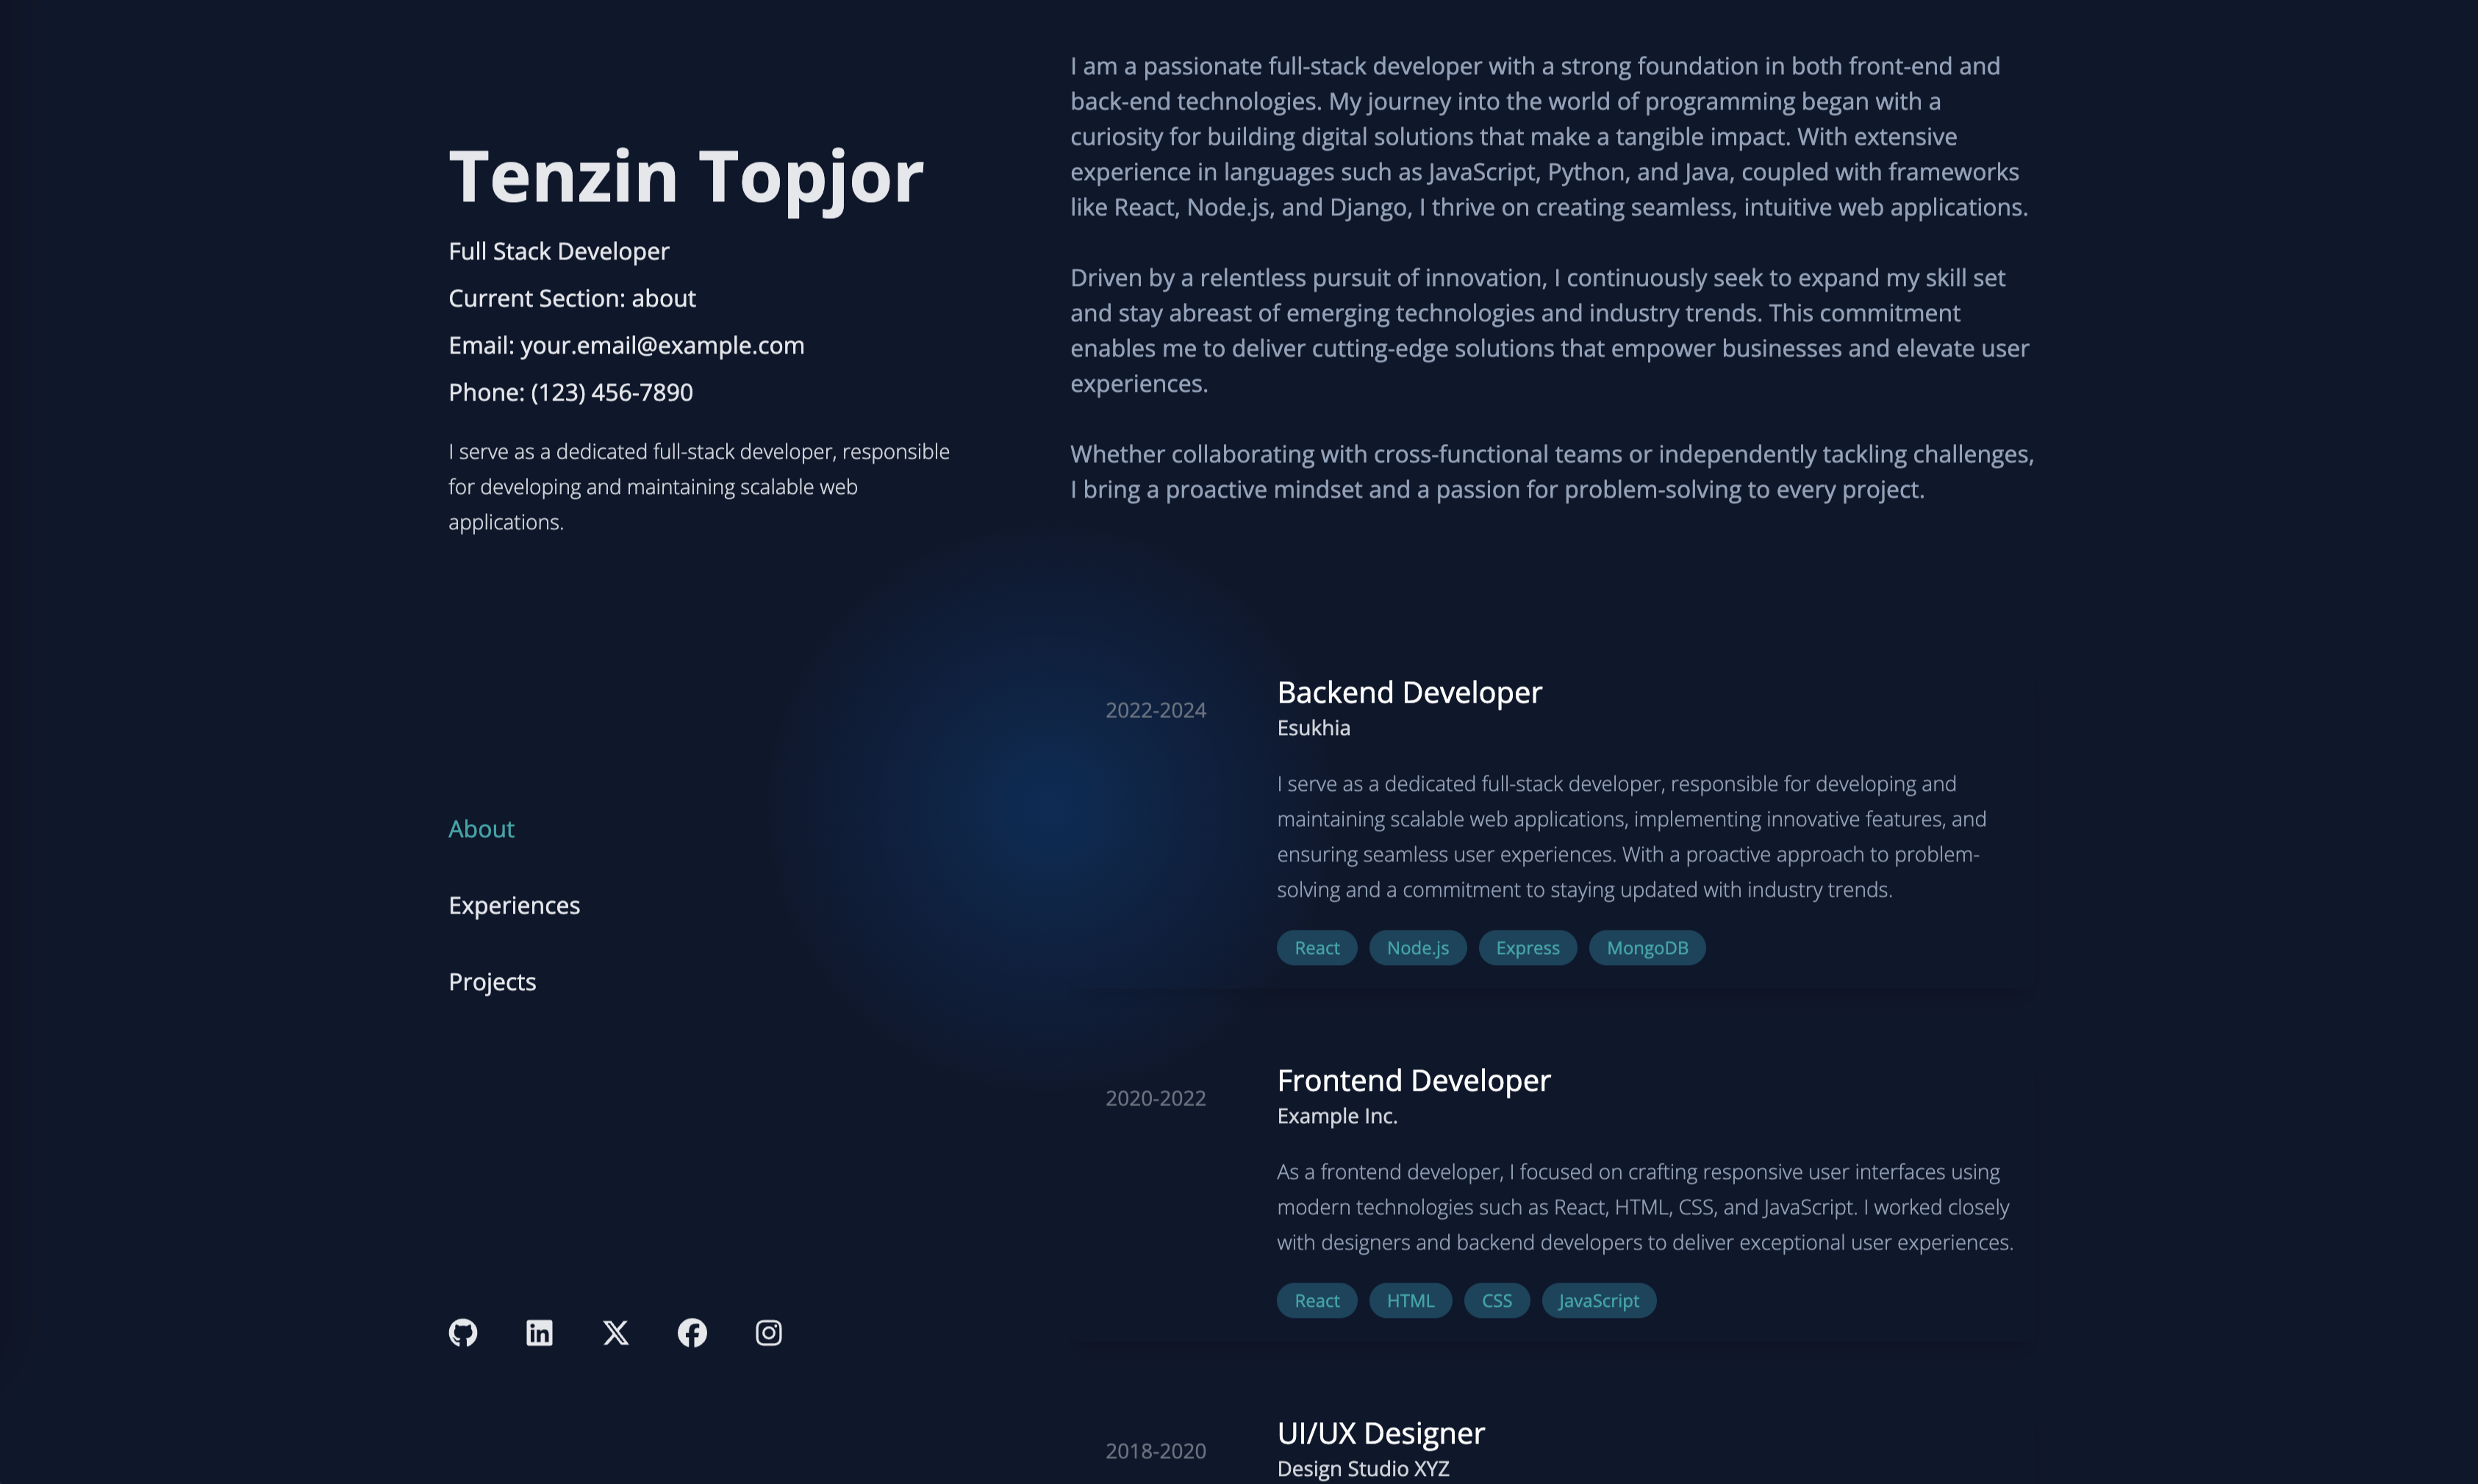 Tenzin Topjor
Full Stack Developer
Current Section: about
Email: your.email@example.com
Phone: (123) 456-7890
I serve as a dedicated full-stack developer, responsible
for developing and maintaining scalable web
applications.
About
Experiences
Projects
I am a passionate full-stack developer with a strong foundation in both front-end and
back-end technologies. My journey into the world of programming began with a
curiosity for building digital solutions that make a tangible impact. With extensive
experience in languages such as JavaScript, Python, and Java, coupled with frameworks
like React, Node.js, and Django, I thrive on creating seamless, intuitive web applications.
Driven by a relentless pursuit of innovation, I continuously seek to expand my skill set
and stay abreast of emerging technologies and industry trends. This commitment
enables me to deliver cutting-edge solutions that empower businesses and elevate user
experiences.
Whether collaborating with cross-functional teams or independently tackling challenges,
I bring a proactive mindset and a passion for problem-solving to every project.
2022-2024
Backend Developer
Esukhia
I serve as a dedicated full-stack developer, responsible for developing and
maintaining scalable web applications, implementing innovative features, and
ensuring seamless user experiences. With a proactive approach to problem-
solving and a commitment to staying updated with industry trends.
React Node.js Express MongoDB
2020-2022
Frontend Developer
Example Inc.
As a frontend developer, I focused on crafting responsive user interfaces using
modern technologies such as React, HTML, CSS, and JavaScript. I worked closely
with designers and backend developers to deliver exceptional user experiences.
React HTML CSS JavaScript
2018-2020
UI/UX Designer
Design Studio XYZ